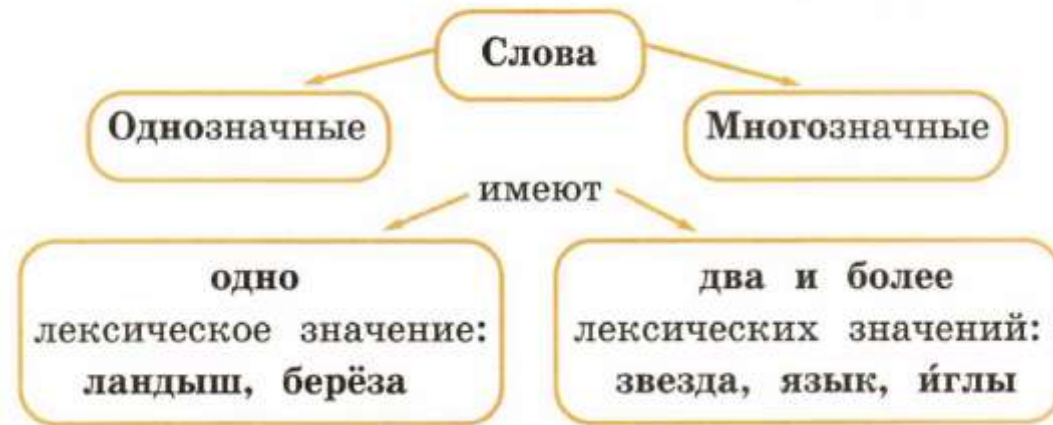 Слова
Однозначные
Многозначные
имеют
одно
лексическое значение:
ландыш, берёза
два и более
лексических значений:
звезда, язык, и́глы